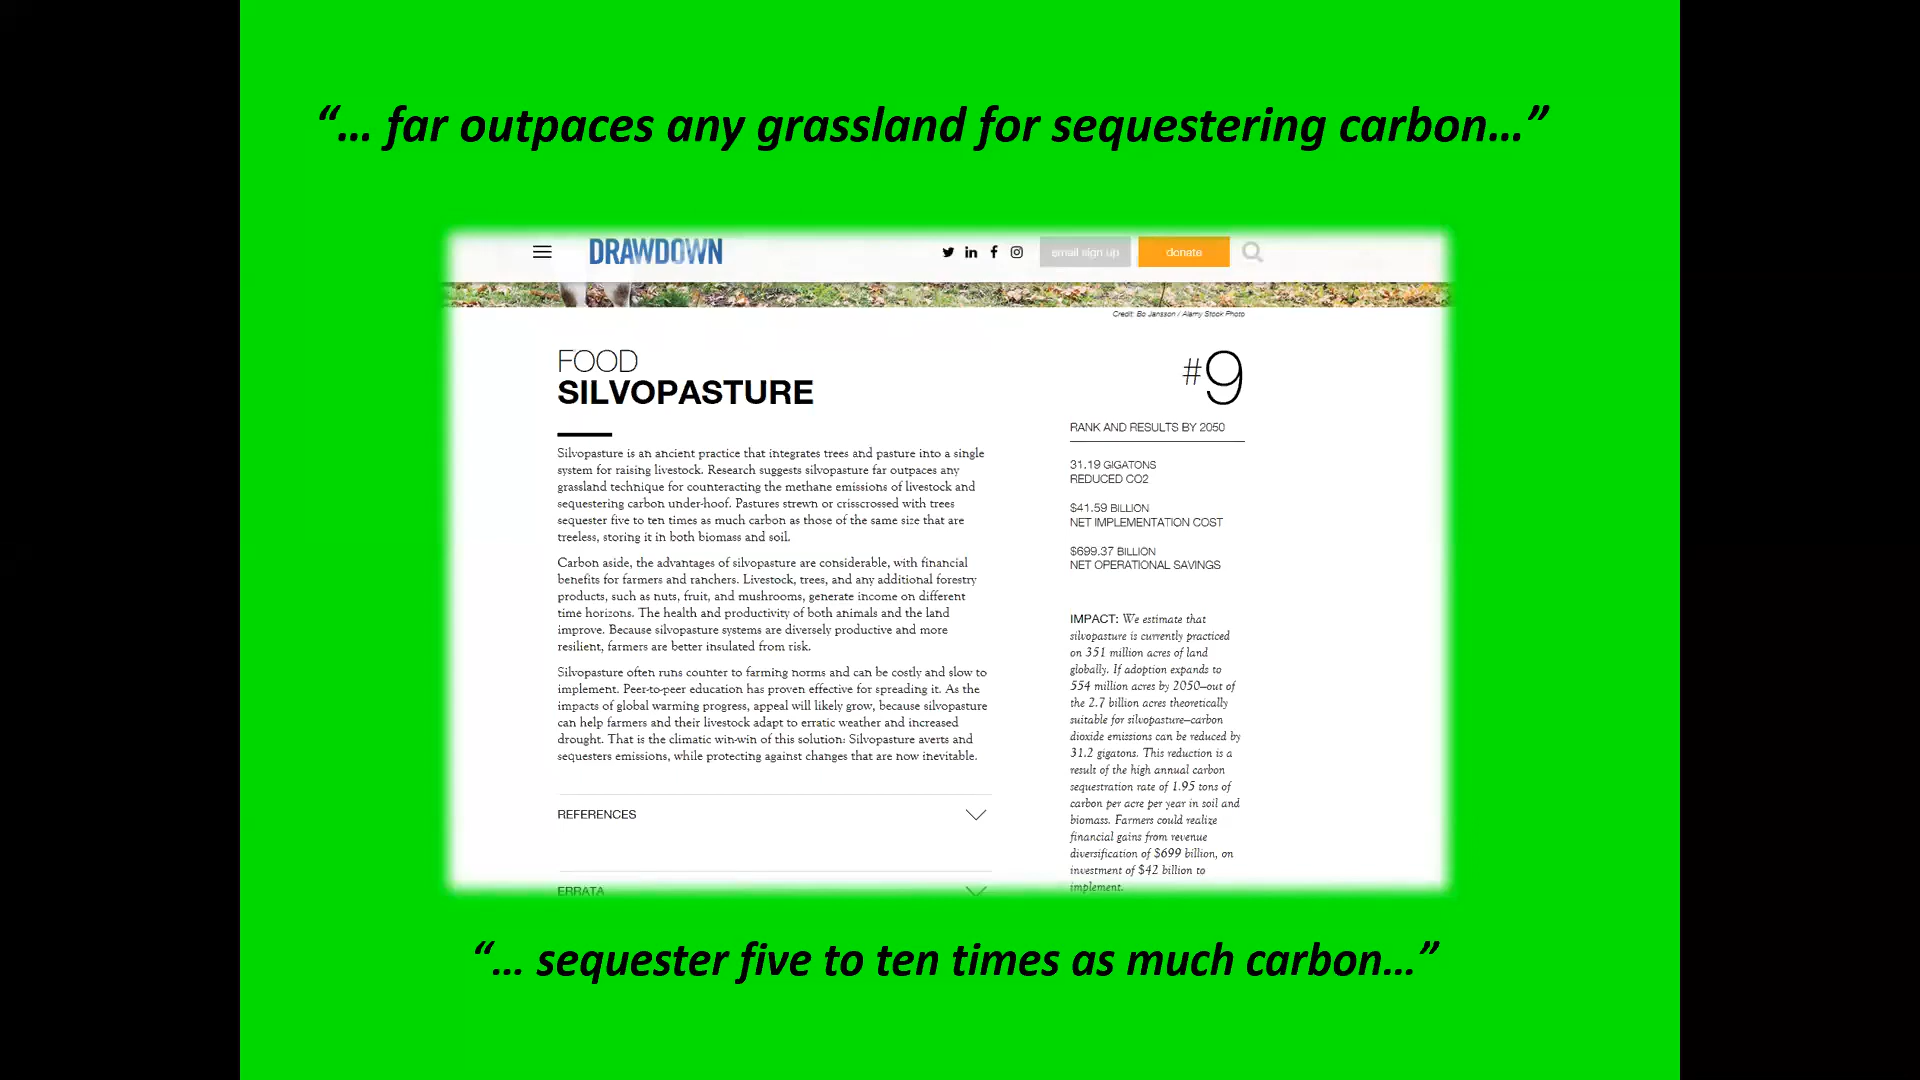 “... far outpaces any grassland for sequestering carbon...”
DRAWDOWN
email sign up
donate
Credit: Bo Jansson / Alamy Stock Photo
FOOD
SILVOPASTURE
Silvopasture is an ancient practice that integrates trees and pasture into a single
system for raising livestock. Research suggests silvopasture far outpaces any
grassland technique for counteracting the methane emissions of livestock and
sequestering carbon under-hoof. Pastures strewn or crisscrossed with trees
sequester five to ten times as much carbon as those of the same size that are
treeless, storing it in both biomass and soil.
Carbon aside, the advantages of silvopasture are considerable, with financial
benefits for farmers and ranchers. Livestock, trees, and any additional forestry
products, such as nuts, fruit, and mushrooms, generate income on different
time horizons. The health and productivity of both animals and the land
improve. Because silvopasture systems are diversely productive and more
resilient, farmers are better insulated from risk.
Silvopasture often runs counter to farming norms and can be costly and slow to
implement. Peer-to-peer education has proven effective for spreading it. As the
impacts of global warming progress, appeal will likely grow, because silvopasture
can help farmers and their livestock adapt to erratic weather and increased
drought. That is the climatic win-win of this solution: Silvopasture averts and
sequesters emissions, while protecting against changes that are now inevitable.
REFERENCES
ERRATA
#9
RANK AND RESULTS BY 2050
31.19 GIGATONS
REDUCED CO2
$41.59 BILLION
NET IMPLEMENTATION COST
$699.37 BILLION
NET OPERATIONAL SAVINGS
IMPACT: We estimate that
silvopasture is currently practiced
on 351 million acres of land
globally. If adoption expands to
554 million acres by 2050—out of
the 2.7 billion acres theoretically
suitable for silvopasture—carbon
dioxide emissions can be reduced by
31.2 gigatons. This reduction is a
result of the high annual carbon
sequestration rate of 1.95 tons of
carbon per acre per year in soil and
biomass. Farmers could realize
financial gains from revenue
diversification of $699 billion, on
investment of $42 billion to
implement.
“... sequester five to ten times as much carbon...”